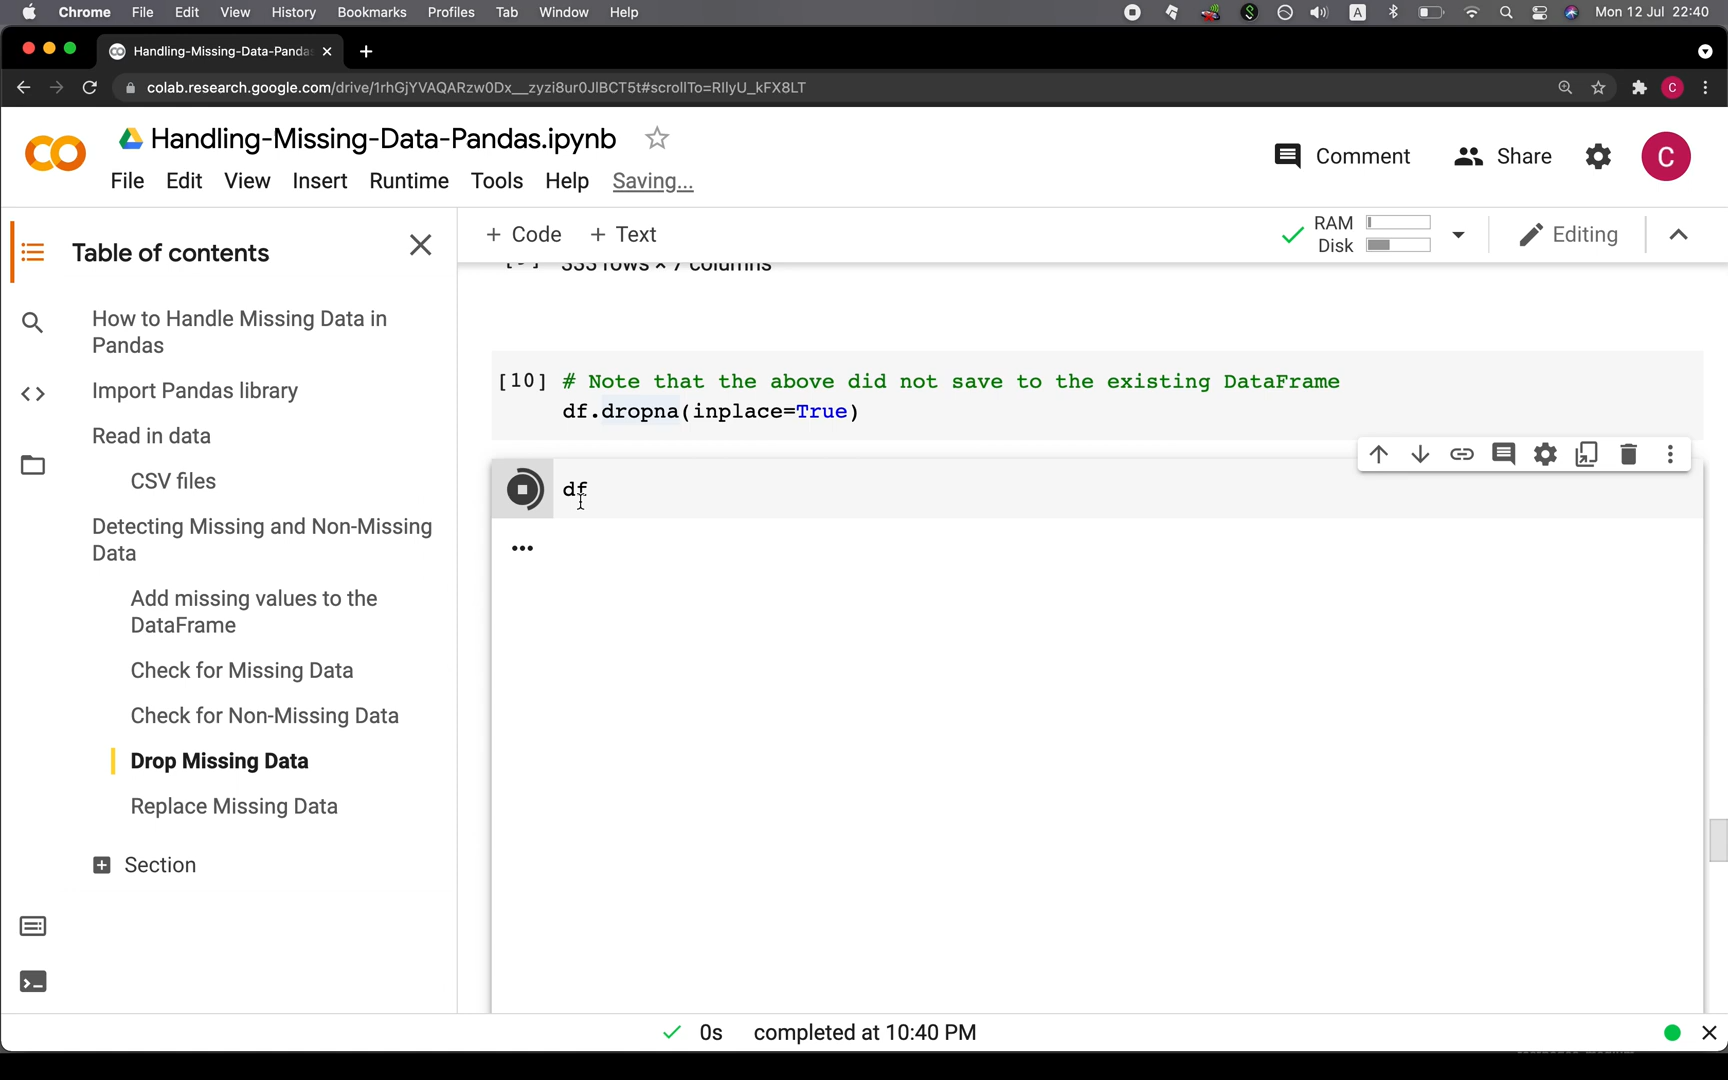 Chrome File Edit View History Bookmarks Profiles Tab Window Help
A
Mon 12 Jul 22:40
Handling-Missing-Data-Panda
colab.research.google.com/drive/1rhGjYVAQARzw0Dx__zyzi8ur0JlBCT5t#scrollTo=RllyU_kFX8LT
C
Handling-Missing-Data-Pandas.ipynb
Comment
Share
C
File Edit View Insert Runtime Tools Help Saving...
Table of contents
+ Code + Text
RAM
Disk
Editing
333 rows × 7 columns
How to Handle Missing Data in
Pandas
Import Pandas library
Read in data
CSV files
Detecting Missing and Non-Missing
Data
Add missing values to the
DataFrame
Check for Missing Data
Check for Non-Missing Data
Drop Missing Data
Replace Missing Data
Section
[10] # Note that the above did not save to the existing DataFrame
df.dropna(inplace=True)
df
...
0s completed at 10:40 PM